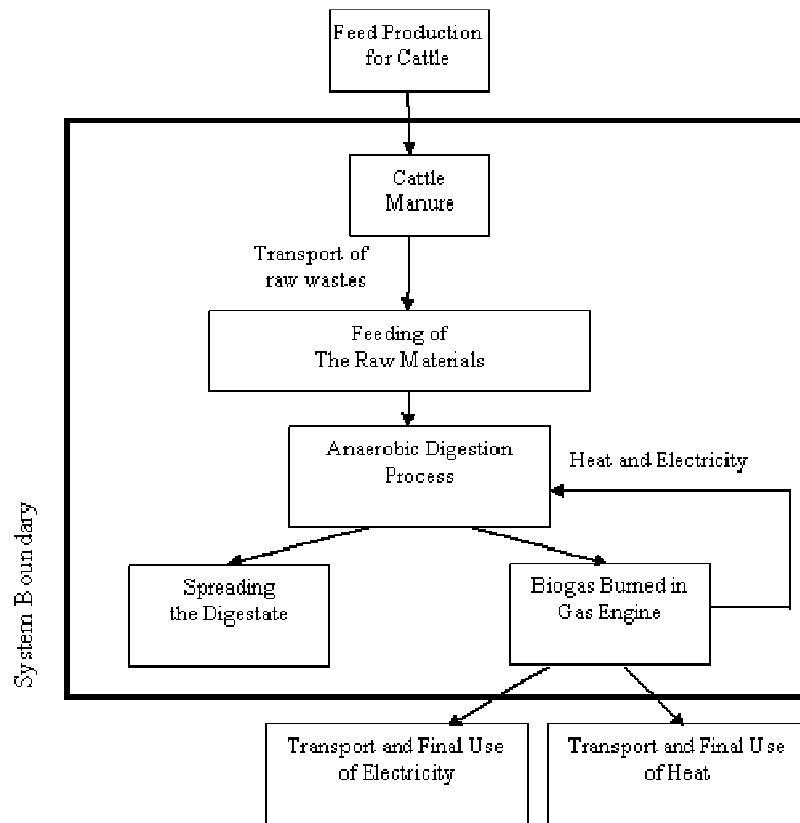 Feed Production
for Cattle
Cattle
Manure
Transport of
raw wastes
Feeding of
The Raw Materials
Anaerobic Digestion
Process
Heat and Electricity
System Boundary
Spreading
the Digestate
Biogas Burned in
Gas Engine
Transport and Final Use
of Electricity
Transport and Final Use
of Heat